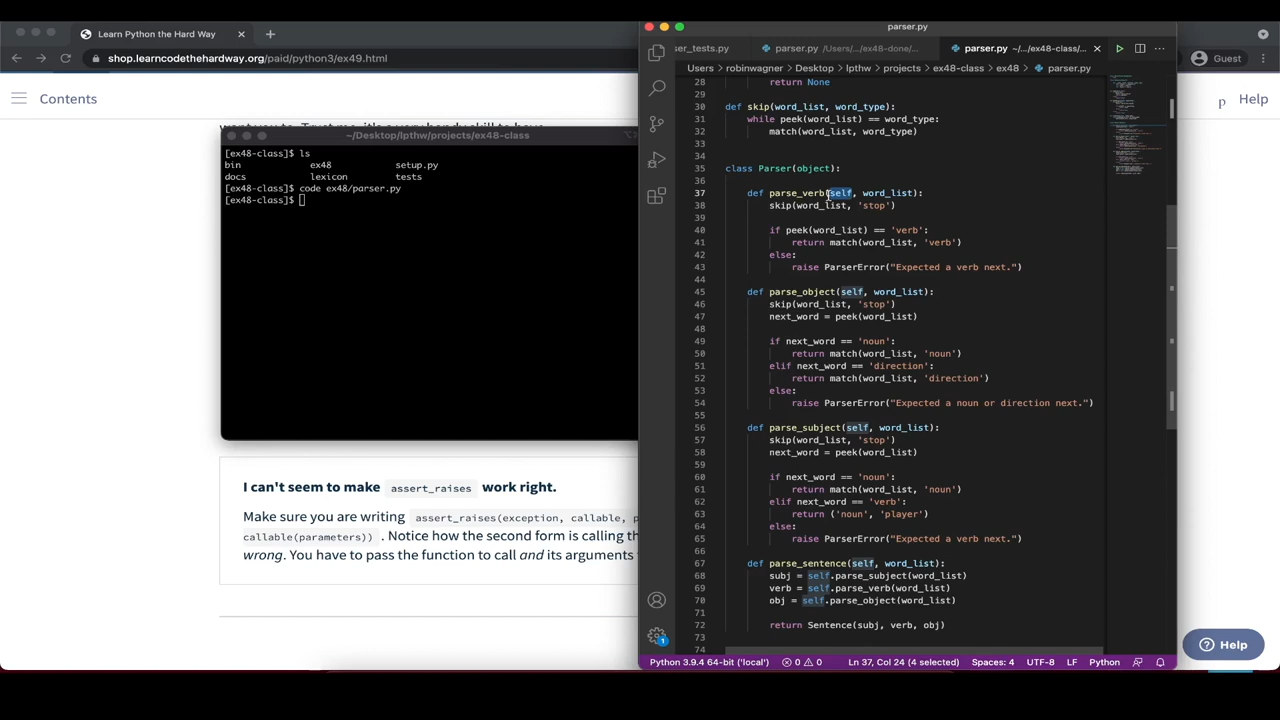 Learn Python the Hard Way
shop.learncodethehardway.org/paid/python3/ex49.html
Guest
Contents
Help
~/Desktop/lpthw/projects/ex48-class
[ex48-class]$ ls
bin ex48 setup.py
docs lexicon tests
[ex48-class]$ code ex48/parser.py
[ex48-class]$
I can't seem to make assert_raises work right.
Make sure you are writing assert_raises(exception, callable, p
callable(parameters)) . Notice how the second form is calling th
wrong. You have to pass the function to call and its arguments
parser.py
ser_tests.py parser.py /Users/.../ex48-done/... parser.py ~/.../ex48-class/...
Users > robinwagner > Desktop > lpthw > projects > ex48-class > ex48 > parser.py
28 return None
29
30 def skip(word_list, word_type):
31 while peek(word_list) == word_type:
32 match(word_list, word_type)
33
34
35 class Parser(object):
36
37 def parse_verb(self, word_list):
38 skip(word_list, 'stop')
39
40 if peek(word_list) == 'verb':
41 return match(word_list, 'verb')
42 else:
43 raise ParserError("Expected a verb next.")
44
45 def parse_object(self, word_list):
46 skip(word_list, 'stop')
47 next_word = peek(word_list)
48
49 if next_word == 'noun':
50 return match(word_list, 'noun')
51 elif next_word == 'direction':
52 return match(word_list, 'direction')
53 else:
54 raise ParserError("Expected a noun or direction next.")
55
56 def parse_subject(self, word_list):
57 skip(word_list, 'stop')
58 next_word = peek(word_list)
59
60 if next_word == 'noun':
61 return match(word_list, 'noun')
62 elif next_word == 'verb':
63 return ('noun', 'player')
64 else:
65 raise ParserError("Expected a verb next.")
66
67 def parse_sentence(self, word_list):
68 subj = self.parse_subject(word_list)
69 verb = self.parse_verb(word_list)
70 obj = self.parse_object(word_list)
71
72 return Sentence(subj, verb, obj)
73
74
1
Python 3.9.4 64-bit ('local') 0 0 Ln 37, Col 24 (4 selected) Spaces: 4 UTF-8 LF Python
Help